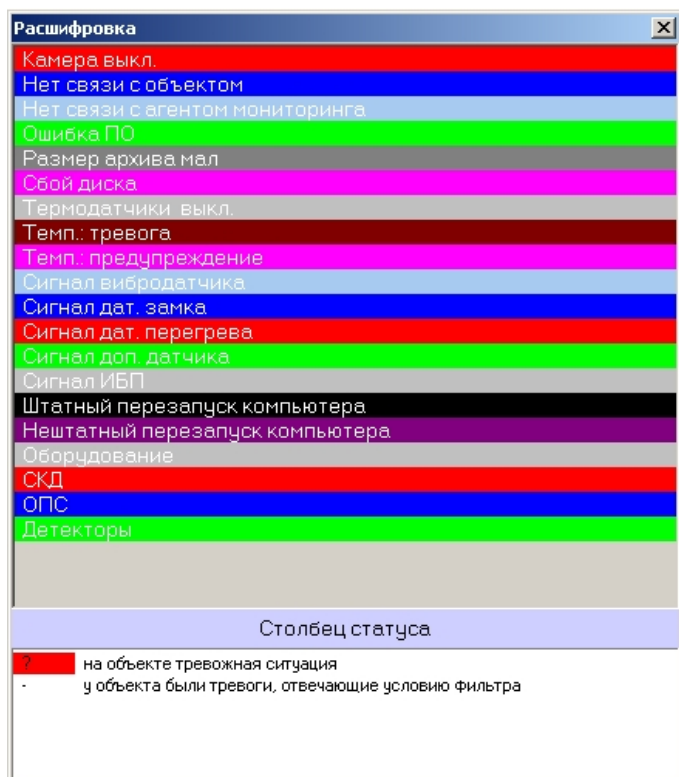 Расшифровка
Камера выкл.
Нет связи с объектом
Нет связи с агентом мониторинга
Ошибка ПО
Размер архива мал
Сбой диска
Термодатчики выкл.
Темп.: тревога
Темп.: предупреждение
Сигнал вибродатчика
Сигнал дат. замка
Сигнал дат. перегрева
Сигнал доп. датчика
Сигнал ИБП
Штатный перезапуск компьютера
Нештатный перезапуск компьютера
Оборудование
СКД
ОПС
Детекторы
Столбец статуса
? на объекте тревожная ситуация
- у объекта были тревоги, отвечающие условию фильтра